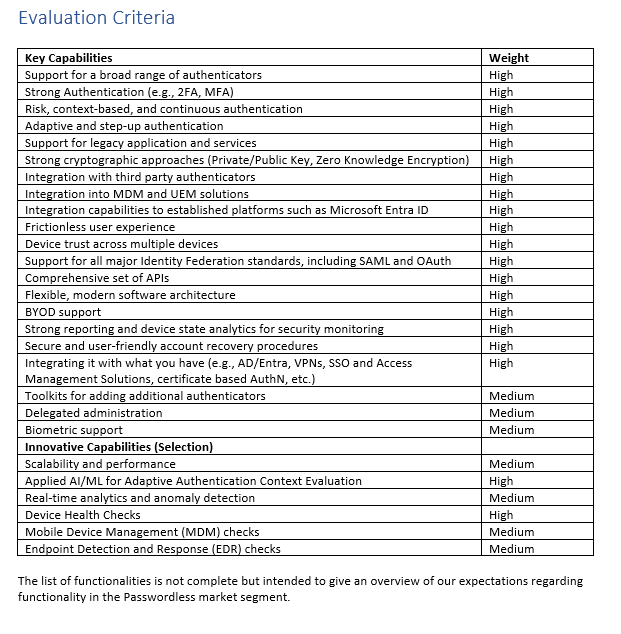 Evaluation Criteria
Key Capabilities Weight
Support for a broad range of authenticators High
Strong Authentication (e.g., 2FA, MFA) High
Risk, context-based, and continuous authentication High
Adaptive and step-up authentication High
Support for legacy application and services High
Strong cryptographic approaches (Private/Public Key, Zero Knowledge Encryption) High
Integration with third party authenticators High
Integration into MDM and UEM solutions High
Integration capabilities to established platforms such as Microsoft Entra ID High
Frictionless user experience High
Device trust across multiple devices High
Support for all major Identity Federation standards, including SAML and OAuth High
Comprehensive set of APIs High
Flexible, modern software architecture High
BYOD support High
Strong reporting and device state analytics for security monitoring High
Secure and user-friendly account recovery procedures High
Integrating it with what you have (e.g., AD/Entra, VPNs, SSO and Access High
Management Solutions, certificate based AuthN, etc.)
Toolkits for adding additional authenticators Medium
Delegated administration Medium
Biometric support Medium
Innovative Capabilities (Selection)
Scalability and performance Medium
Applied AI/ML for Adaptive Authentication Context Evaluation High
Real-time analytics and anomaly detection Medium
Device Health Checks High
Mobile Device Management (MDM) checks Medium
Endpoint Detection and Response (EDR) checks Medium
The list of functionalities is not complete but intended to give an overview of our expectations regarding
functionality in the Passwordless market segment.